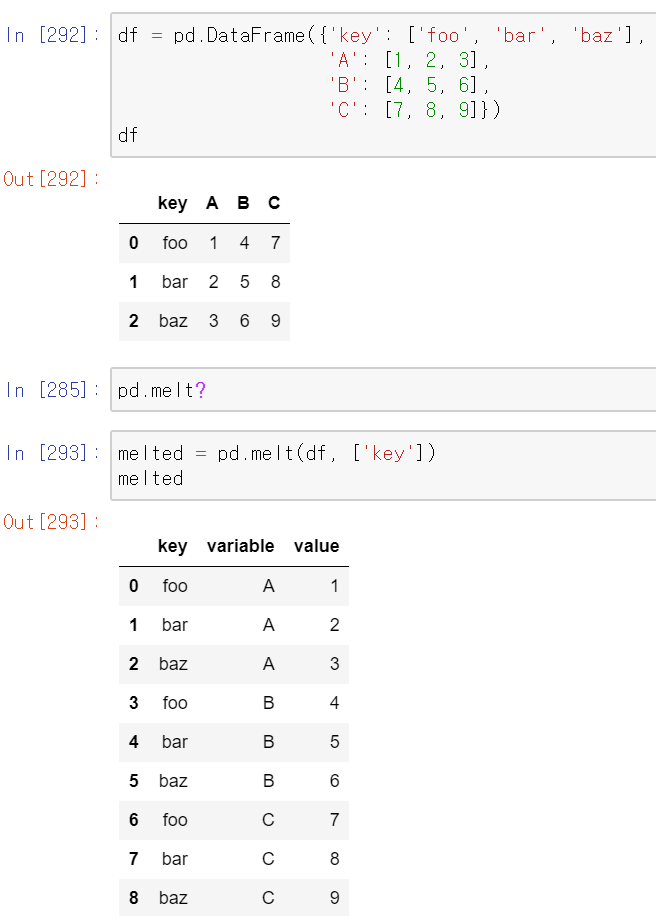 In [292]: df = pd.DataFrame({'key': ['foo', 'bar', 'baz'],
'A': [1, 2, 3],
'B': [4, 5, 6],
'C': [7, 8, 9]})
df
Out[292]:
key A B C
0 foo 1 4 7
1 bar 2 5 8
2 baz 3 6 9
In [285]: pd.melt?
In [293]: melted = pd.melt(df, ['key'])
melted
Out[293]:
key variable value
0 foo A 1
1 bar A 2
2 baz A 3
3 foo B 4
4 bar B 5
5 baz B 6
6 foo C 7
7 bar C 8
8 baz C 9